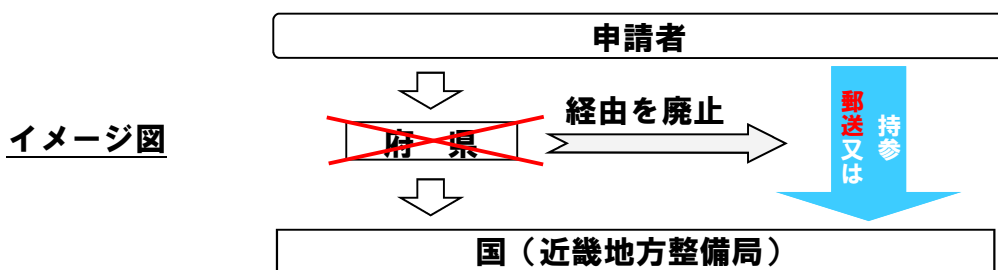 申請者
イメージ図
府　県
経由を廃止
郵送又は
持参
国（近畿地方整備局）